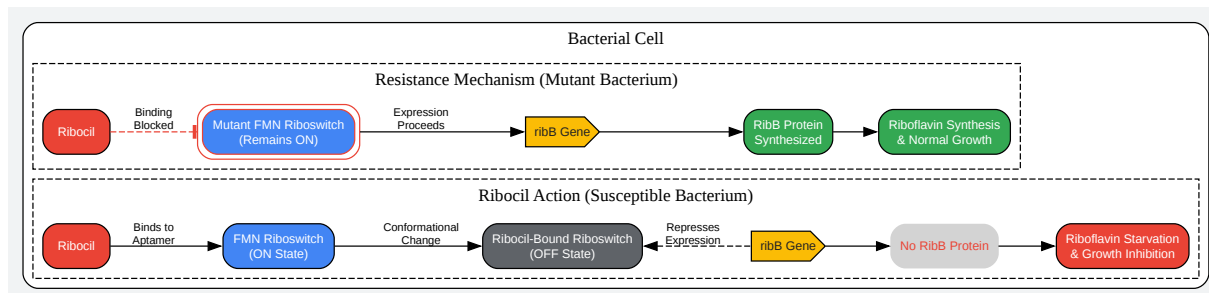 Bacterial Cell
Resistance Mechanism (Mutant Bacterium)
Ribocil
Binding
Blocked
Mutant FMN Riboswitch
(Remains ON)
Expression
Proceeds
ribB Gene
RibB Protein
Synthesized
Riboflavin Synthesis
& Normal Growth
Ribocil Action (Susceptible Bacterium)
Ribocil
Binds to
Aptamer
FMN Riboswitch
(ON State)
Conformational
Change
Ribocil-Bound Riboswitch
(OFF State)
Represses
Expression
ribB Gene
No RibB Protein
Riboflavin Starvation
& Growth Inhibition